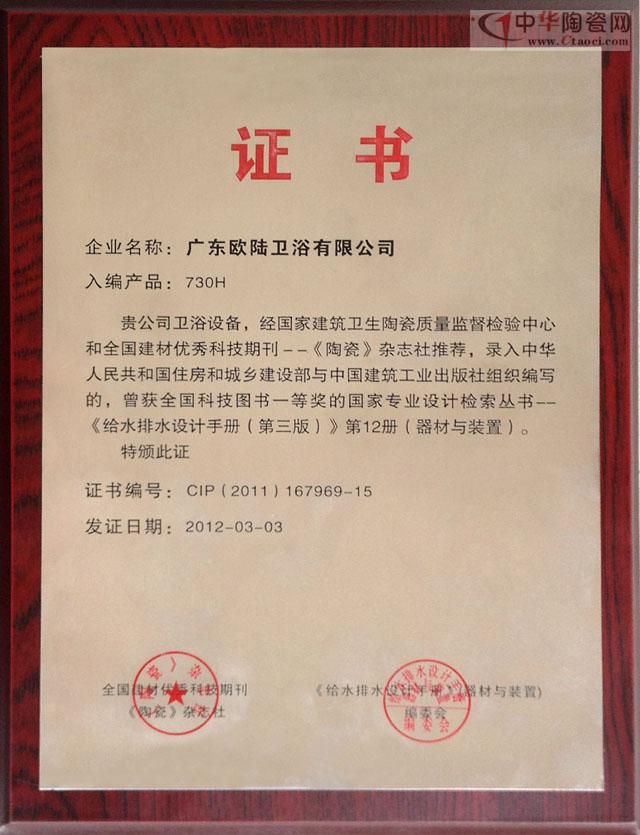 中华陶瓷网
www.Ctaoci.com
证书
企业名称：广东欧陆卫浴有限公司
入编产品：730H
贵公司卫浴设备，经国家建筑卫生陶瓷质量监督检验中心
和全国建材优秀科技期刊--《陶瓷》杂志社推荐，录入中华
人民共和国住房和城乡建设部与中国建筑工业出版社组织编写
的，曾获全国科技图书一等奖的国家专业设计检索丛书--
《给水排水设计手册（第三版）》第12册（器材与装置）。
特颁此证
证书编号：CIP（2011）167969-15
发证日期：2012-03-03
全国建材优秀科技期刊
《陶瓷》杂志社
《给水排水设计手册》(器材与装置)
编委会